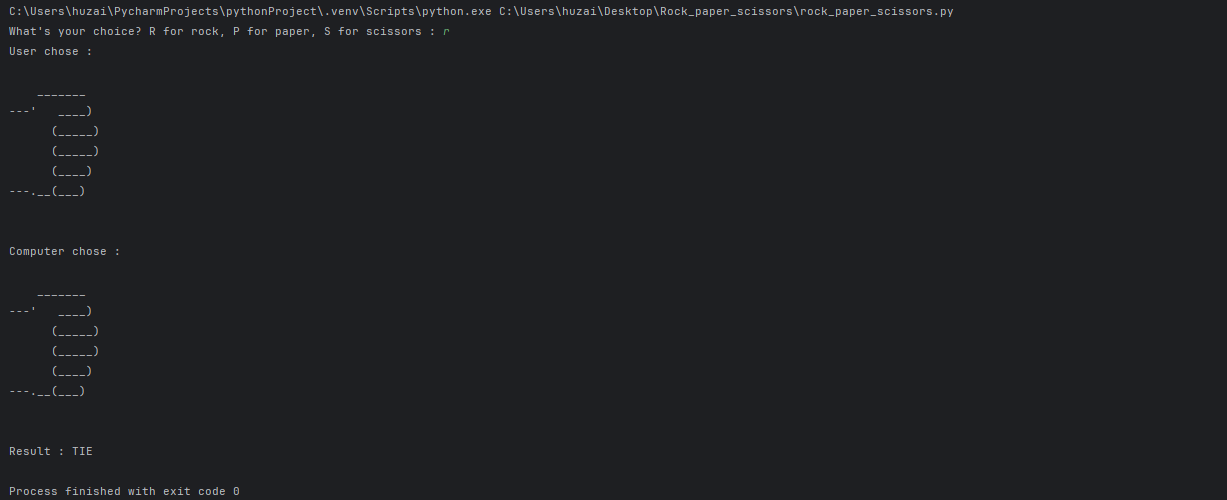 C:\Users\huzai\PycharmProjects\pythonProject\.venv\Scripts\python.exe C:\Users\huzai\Desktop\Rock_paper_scissors\rock_paper_scissors.py
What's your choice? R for rock, P for paper, S for scissors : r
User chose :

    _______
---'   ____)
      (_____)
      (_____)
      (____)
---.__(___)

Computer chose :

    _______
---'   ____)
      (_____)
      (_____)
      (____)
---.__(___)

Result : TIE

Process finished with exit code 0